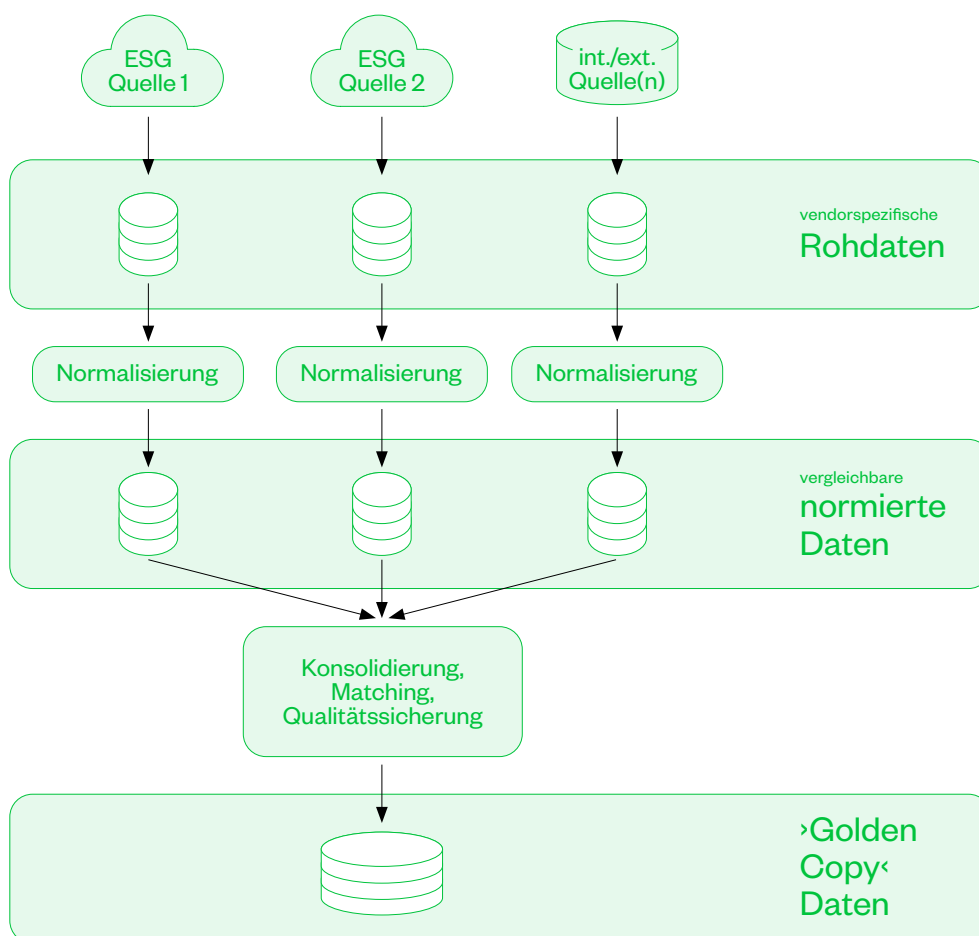 ESG
Quelle 1
ESG
Quelle 2
int./ext.
Quelle(n)
vendorspezifische
Rohdaten
Normalisierung
Normalisierung
Normalisierung
vergleichbare
normierte
Daten
Konsolidierung,
Matching,
Qualitätssicherung
›Golden
Copy‹
Daten